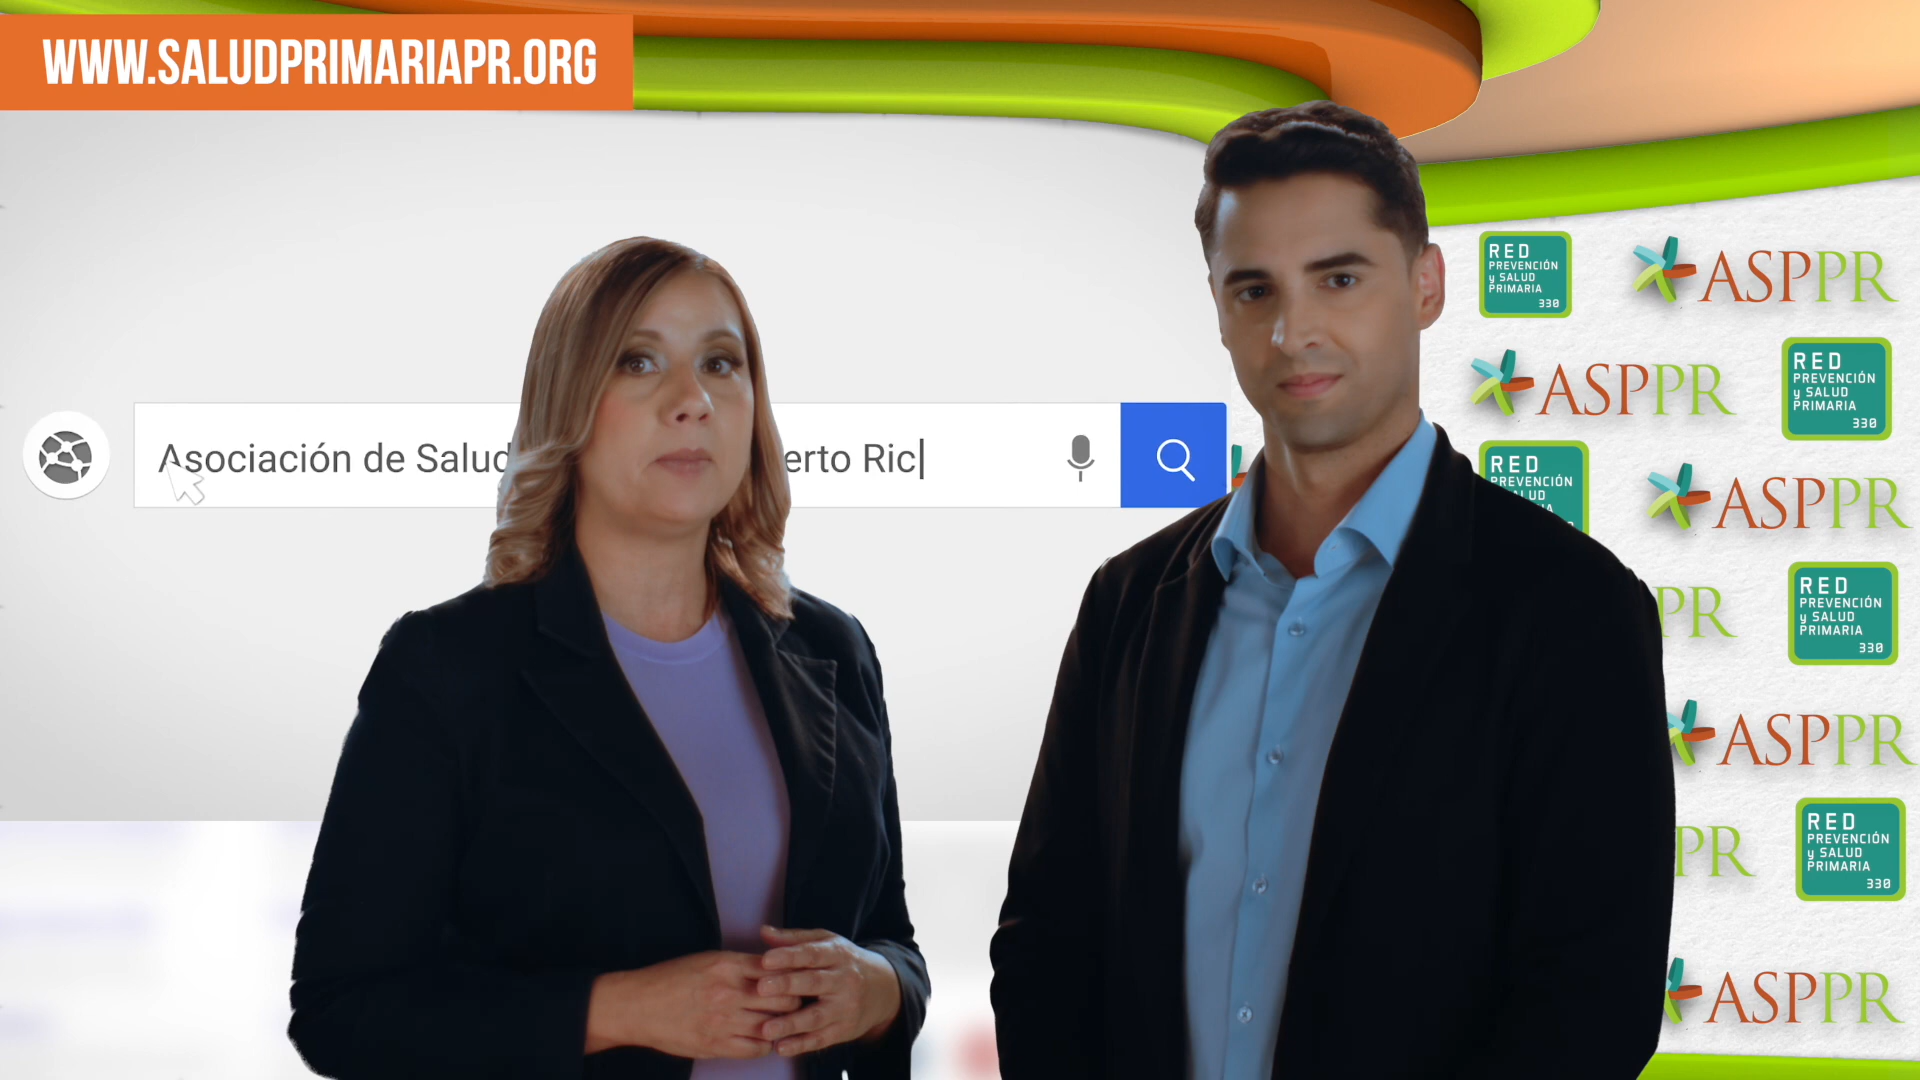 WWW.SALUDPRIMARIAPR.ORG
Asociación de Salud erto Ric
RED
PREVENCIÓN
y SALUD
PRIMARIA
330
ASPPR
ASPPR
RED
PREVENCIÓN
y SALUD
PRIMARIA
330
RED
PREVENCIÓN
ASPPR
PR
RED
PREVENCIÓN
y SALUD
PRIMARIA
330
ASPPR
PR
RED
PREVENCIÓN
y SALUD
PRIMARIA
330
ASPPR